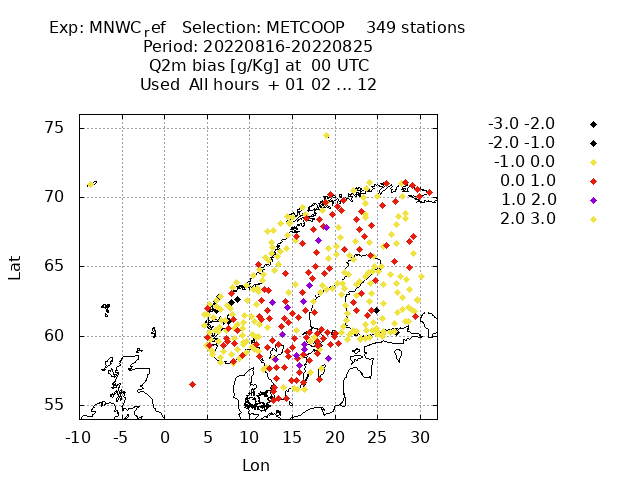 Exp: MNWCref   Selection: METCOOP    349 stations
Period: 20220816-20220825
Q2m bias [g/Kg] at  00 UTC
Used  All hours  + 01 02 ... 12
-3.0 -2.0
-2.0 -1.0
-1.0 0.0
0.0 1.0
1.0 2.0
2.0 3.0
75
70
65
60
55
Lat
-10 -5 0 5 10 15 20 25 30
Lon